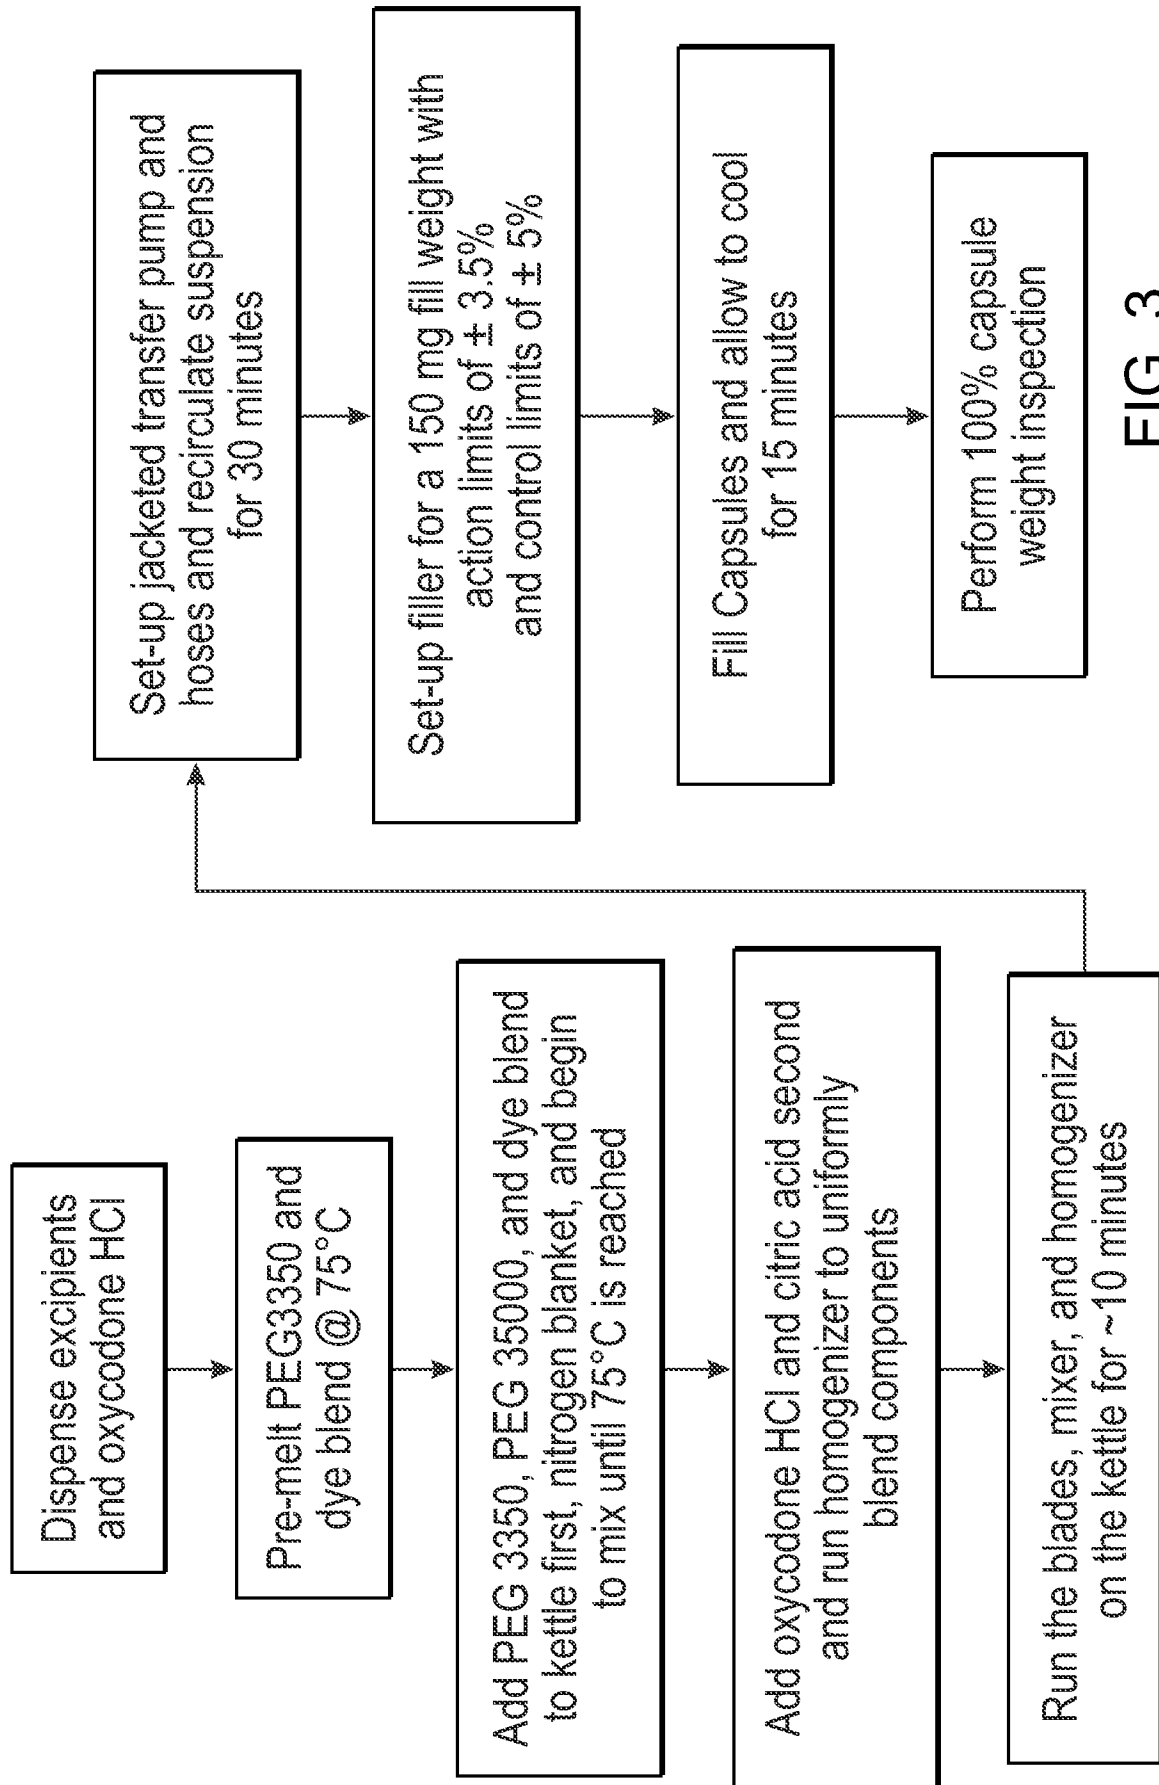 Dispense excipients
and oxycodone HCl
Pre-melt PEG3350 and
dye blend @ 75°C
Add PEG 3350, PEG 35000, and dye blend
to kettle first, nitrogen blanket, and begin
to mix until 75°C is reached
Add oxycodone HCl and citric acid second
and run homogenizer to uniformly
blend components
Run the blades, mixer, and homogenizer
on the kettle for ~10 minutes
Set-up jacketed transfer pump and
hoses and recirculate suspension
for 30 minutes
Set-up filler for a 150 mg fill weight with
action limits of ± 3.5%
and control limits of ± 5%
Fill Capsules and allow to cool
for 15 minutes
Perform 100% capsule
weight inspection
FIG. 3